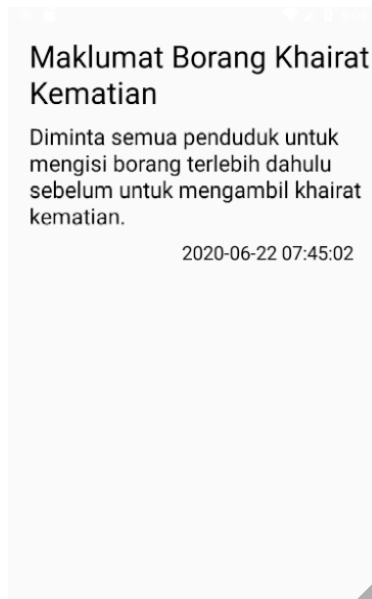 Maklumat Borang Khairat
Kematian
Diminta semua penduduk untuk
mengisi borang terlebih dahulu
sebelum untuk mengambil khairat
kematian.
2020-06-22 07:45:02